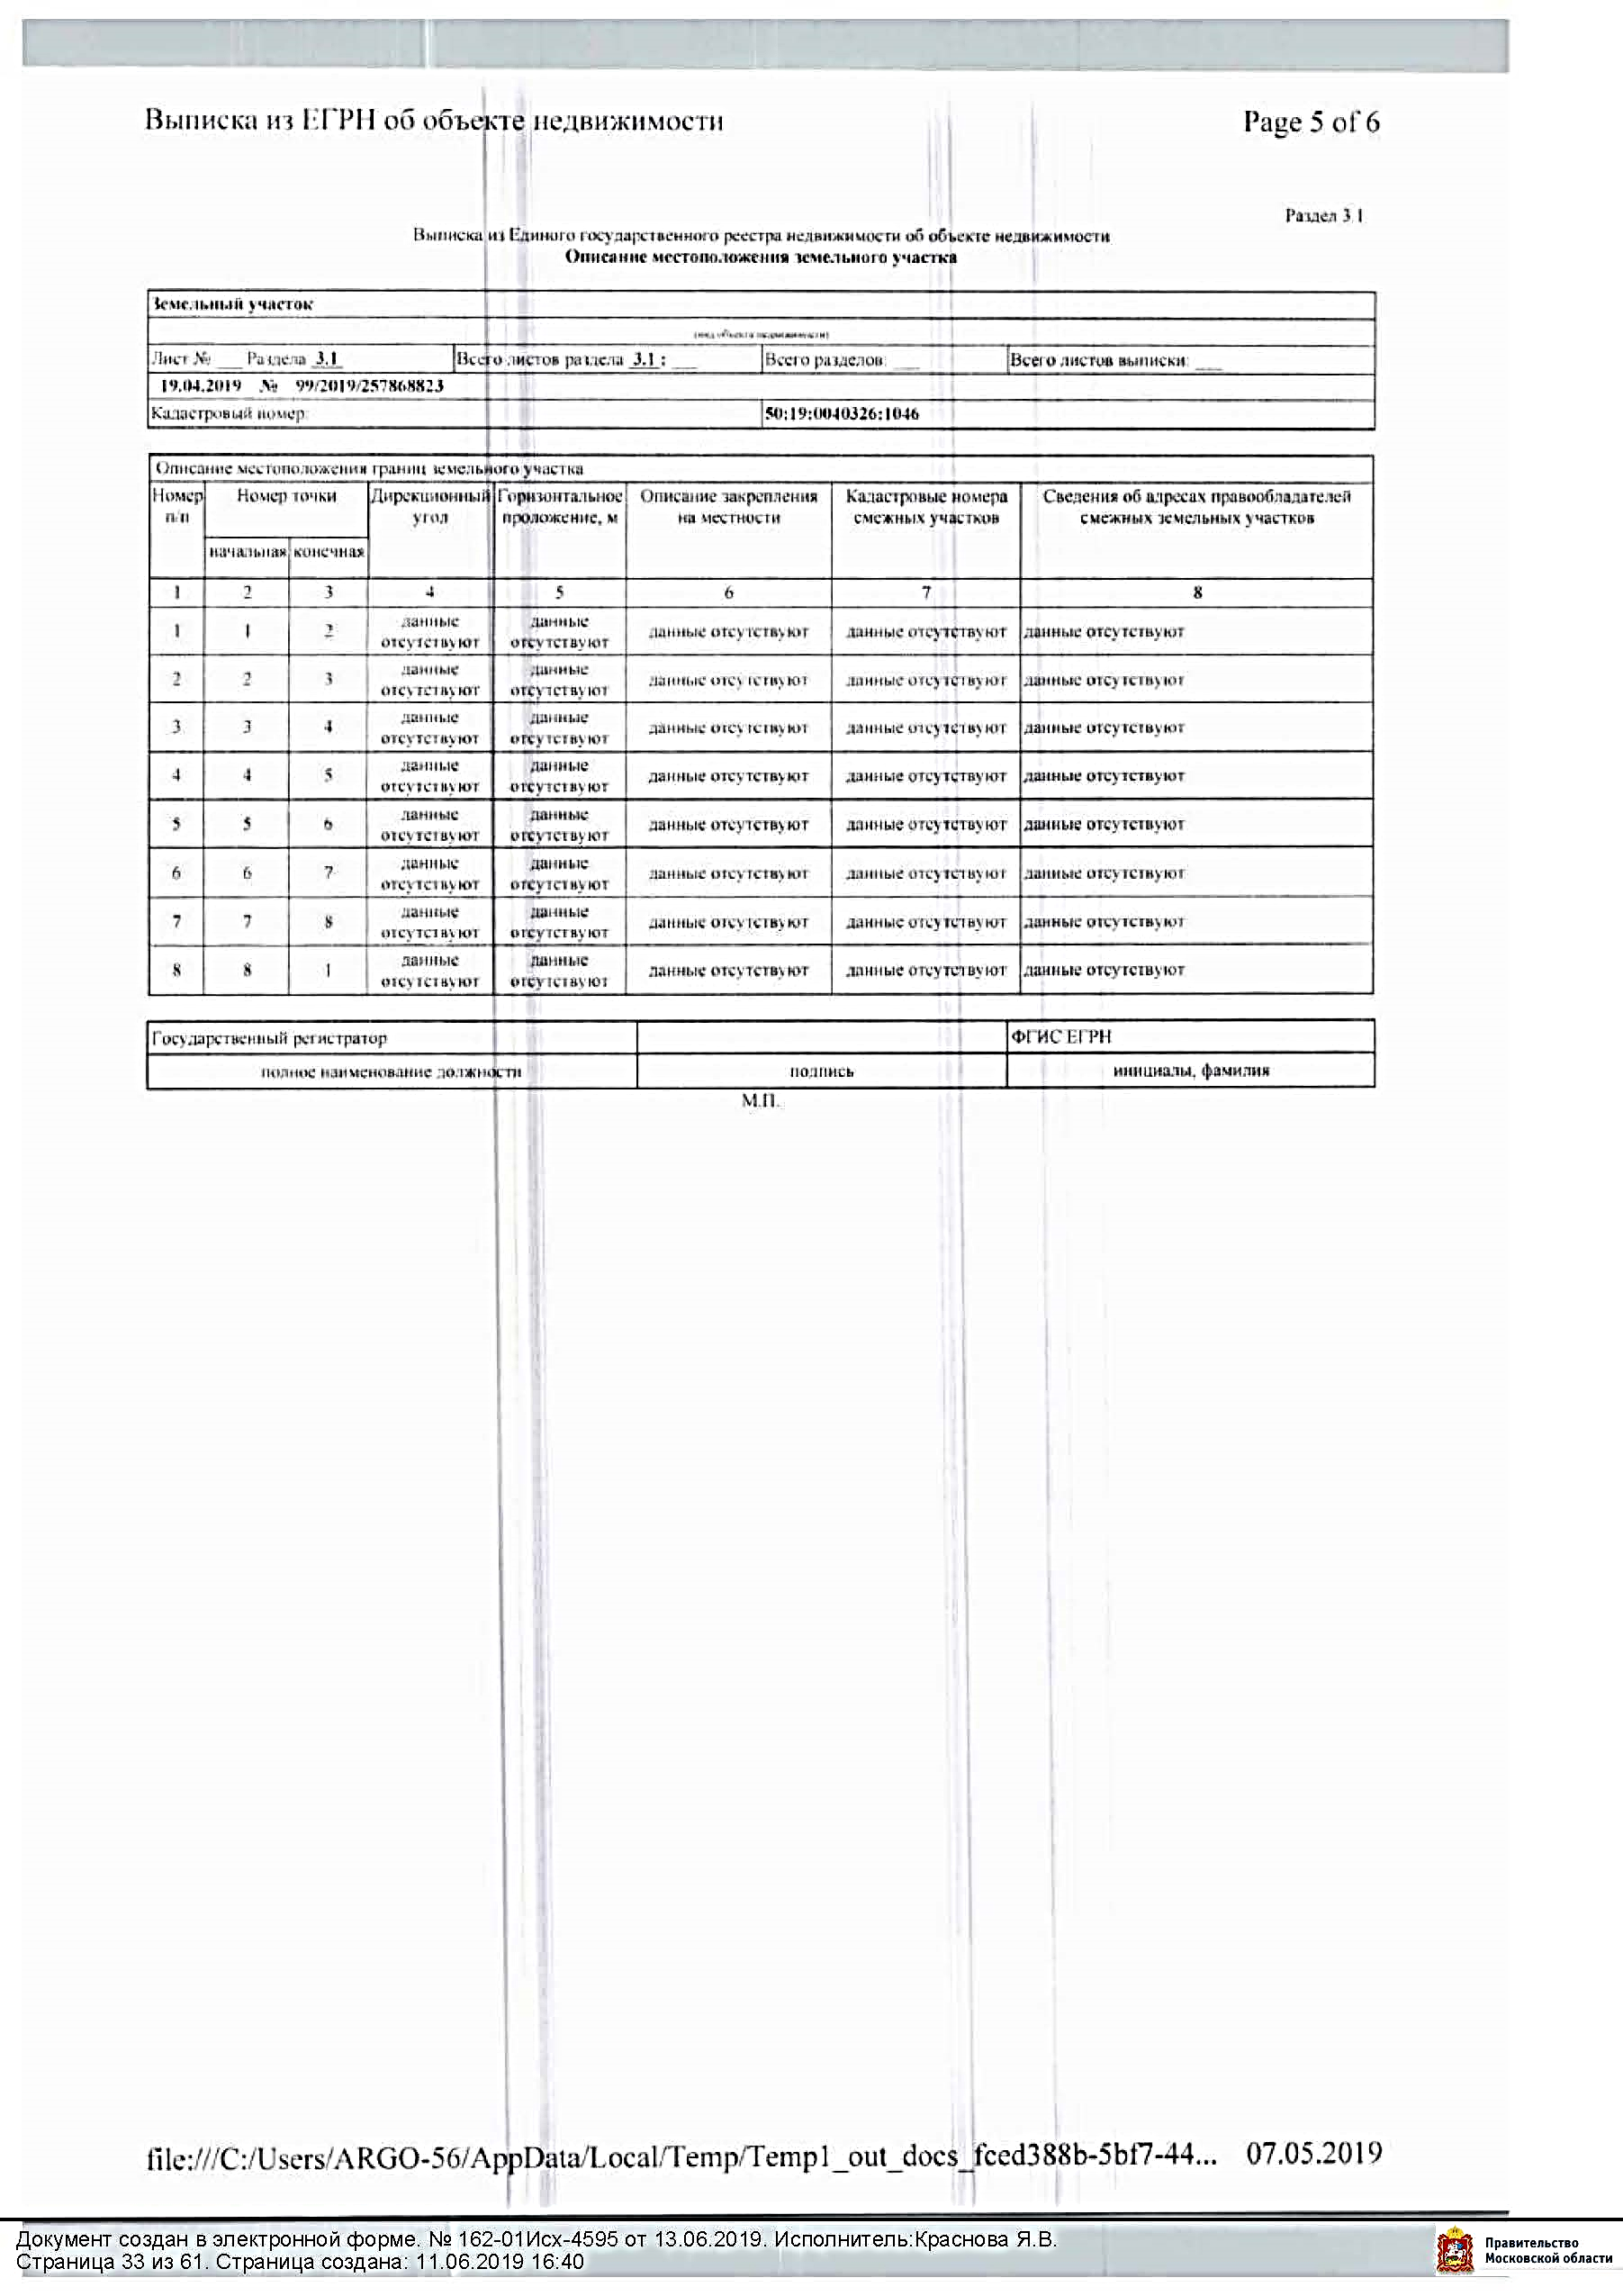 Выписка из ЕГРН об объекте недвижимости Page 5 of 6
Раздел 3.1
Выписка из Единого государственного реестра недвижимости об объекте недвижимости
Описание местоположения земельного участка
Земельный участок
(вид объекта недвижимости)
Лист № ___ Раздела 3.1 Всего листов раздела 3.1 : ___ Всего разделов: ___ Всего листов выписки: ___
19.04.2019 № 99/2019/257868823
Кадастровый номер: 50:19:0040326:1046
Описание местоположения границ земельного участка
Номер Номер точки Дирекционный Горизонтальное Описание закрепления Кадастровые номера Сведения об адресах правообладателей
п/п угол проложение, м на местности смежных участков смежных земельных участков
начальная конечная
1 2 3 4 5 6 7 8
данные данные
1 1 2 отсутствуют отсутствуют данные отсутствуют данные отсутствуют данные отсутствуют
данные данные
2 2 3 отсутствуют отсутствуют данные отсутствуют данные отсутствуют данные отсутствуют
данные данные
3 3 4 отсутствуют отсутствуют данные отсутствуют данные отсутствуют данные отсутствуют
данные данные
4 4 5 отсутствуют отсутствуют данные отсутствуют данные отсутствуют данные отсутствуют
данные данные
5 5 6 отсутствуют отсутствуют данные отсутствуют данные отсутствуют данные отсутствуют
данные данные
6 6 7 отсутствуют отсутствуют данные отсутствуют данные отсутствуют данные отсутствуют
данные данные
7 7 8 отсутствуют отсутствуют данные отсутствуют данные отсутствуют данные отсутствуют
данные данные
8 8 1 отсутствуют отсутствуют данные отсутствуют данные отсутствуют данные отсутствуют
Государственный регистратор ФГИС ЕГРН
полное наименование должности подпись инициалы, фамилия
М.П.
file:///C:/Users/ARGO-56/AppData/Local/Temp/Temp1_out_docs_fced388b-5bf7-44... 07.05.2019
Документ создан в электронной форме. № 162-01Исх-4595 от 13.06.2019. Исполнитель:Краснова Я.В.
Страница 33 из 61. Страница создана: 11.06.2019 16:40
Правительство
Московской области